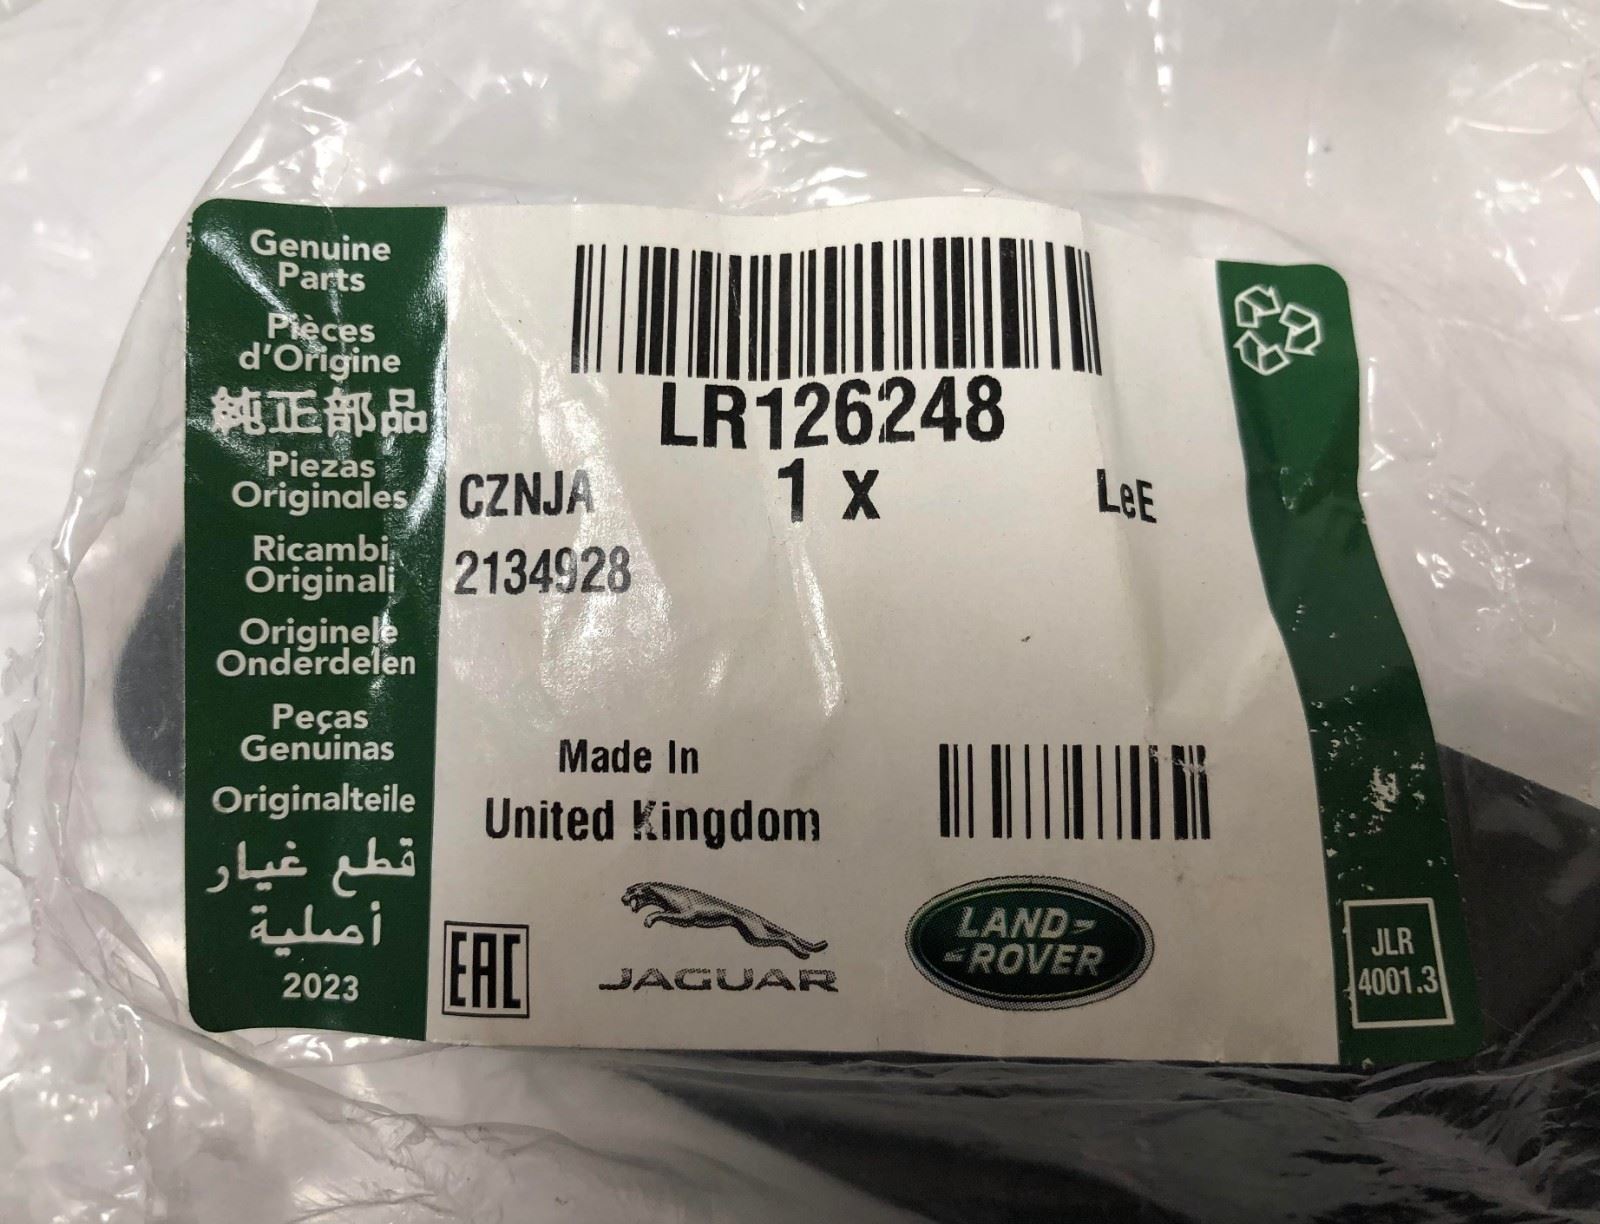 Genuine
Parts
Pièces
d'Origine
純正部品
Piezas
Originales
Ricambi
Originali
Originele
Onderdelen
Peças
Genuinas
Originalteile
قطع غيار
أصلية
2023
LR126248
CZNJA 1 x LeE
2134928
Made In
United Kingdom
EAC
JAGUAR
LAND
ROVER
JLR
4001.3